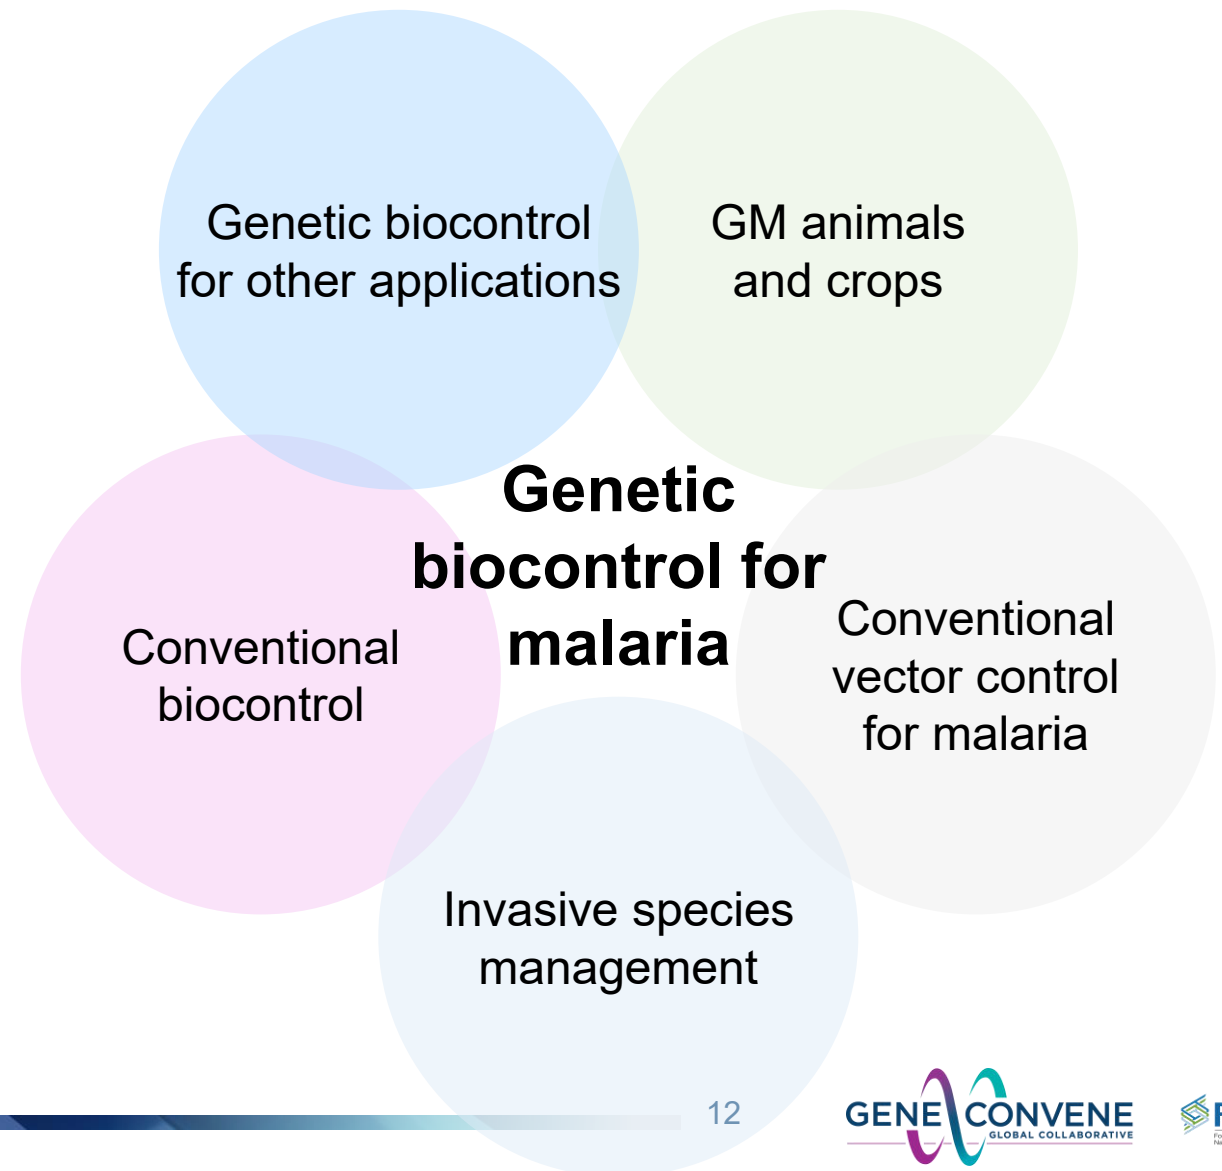 Genetic biocontrol
for other applications
GM animals
and crops
Genetic
biocontrol for
malaria
Conventional
biocontrol
Conventional
vector control
for malaria
Invasive species
management
12
GENE CONVENE
GLOBAL COLLABORATIVE